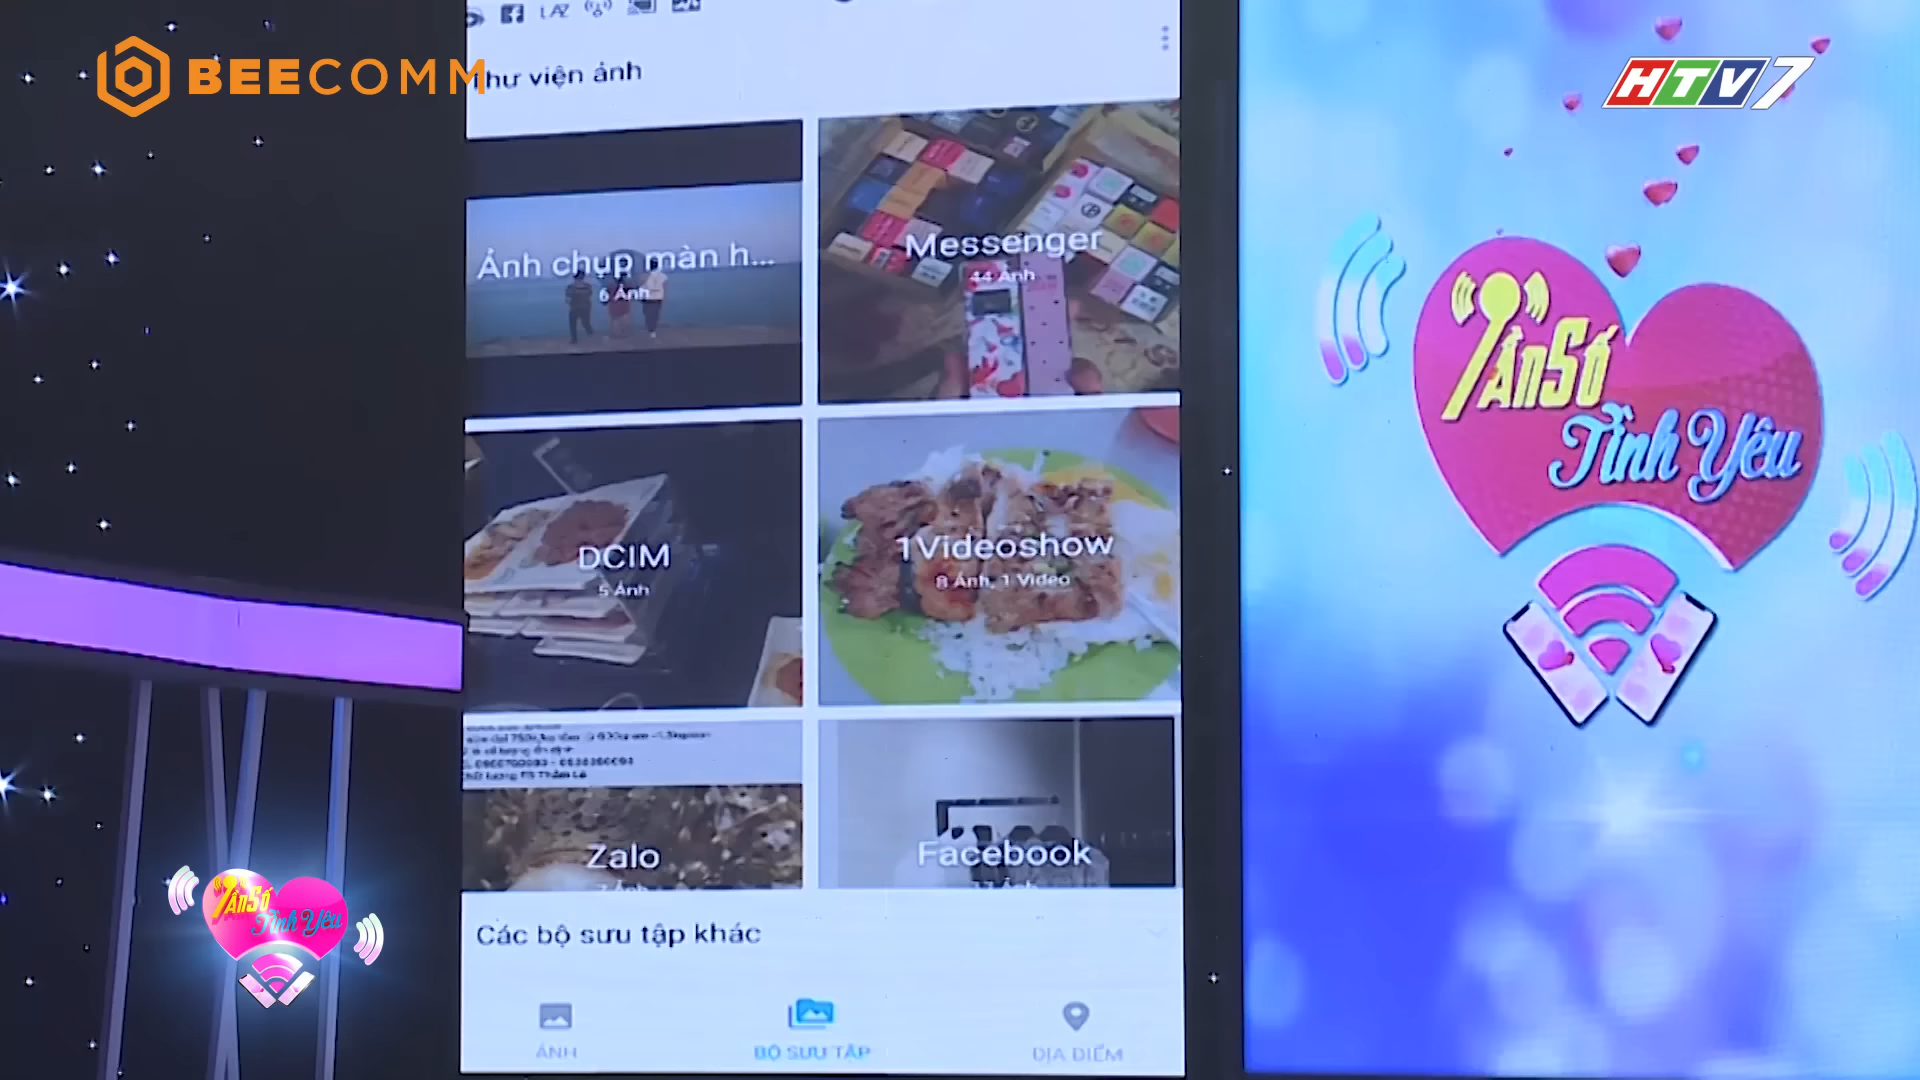 BEECOMM
HTV7
LAZ
Thư viện ảnh
Ảnh chụp màn h...
6 Ảnh
Messenger
44 Ảnh
DCIM
5 Ảnh
1Videoshow
8 Ảnh, 1 Video
Zalo
Facebook
Các bộ sưu tập khác
ẢNH
BỘ SƯU TẬP
ĐỊA ĐIỂM
Tần Số
Tình Yêu
Tần Số
Tình Yêu